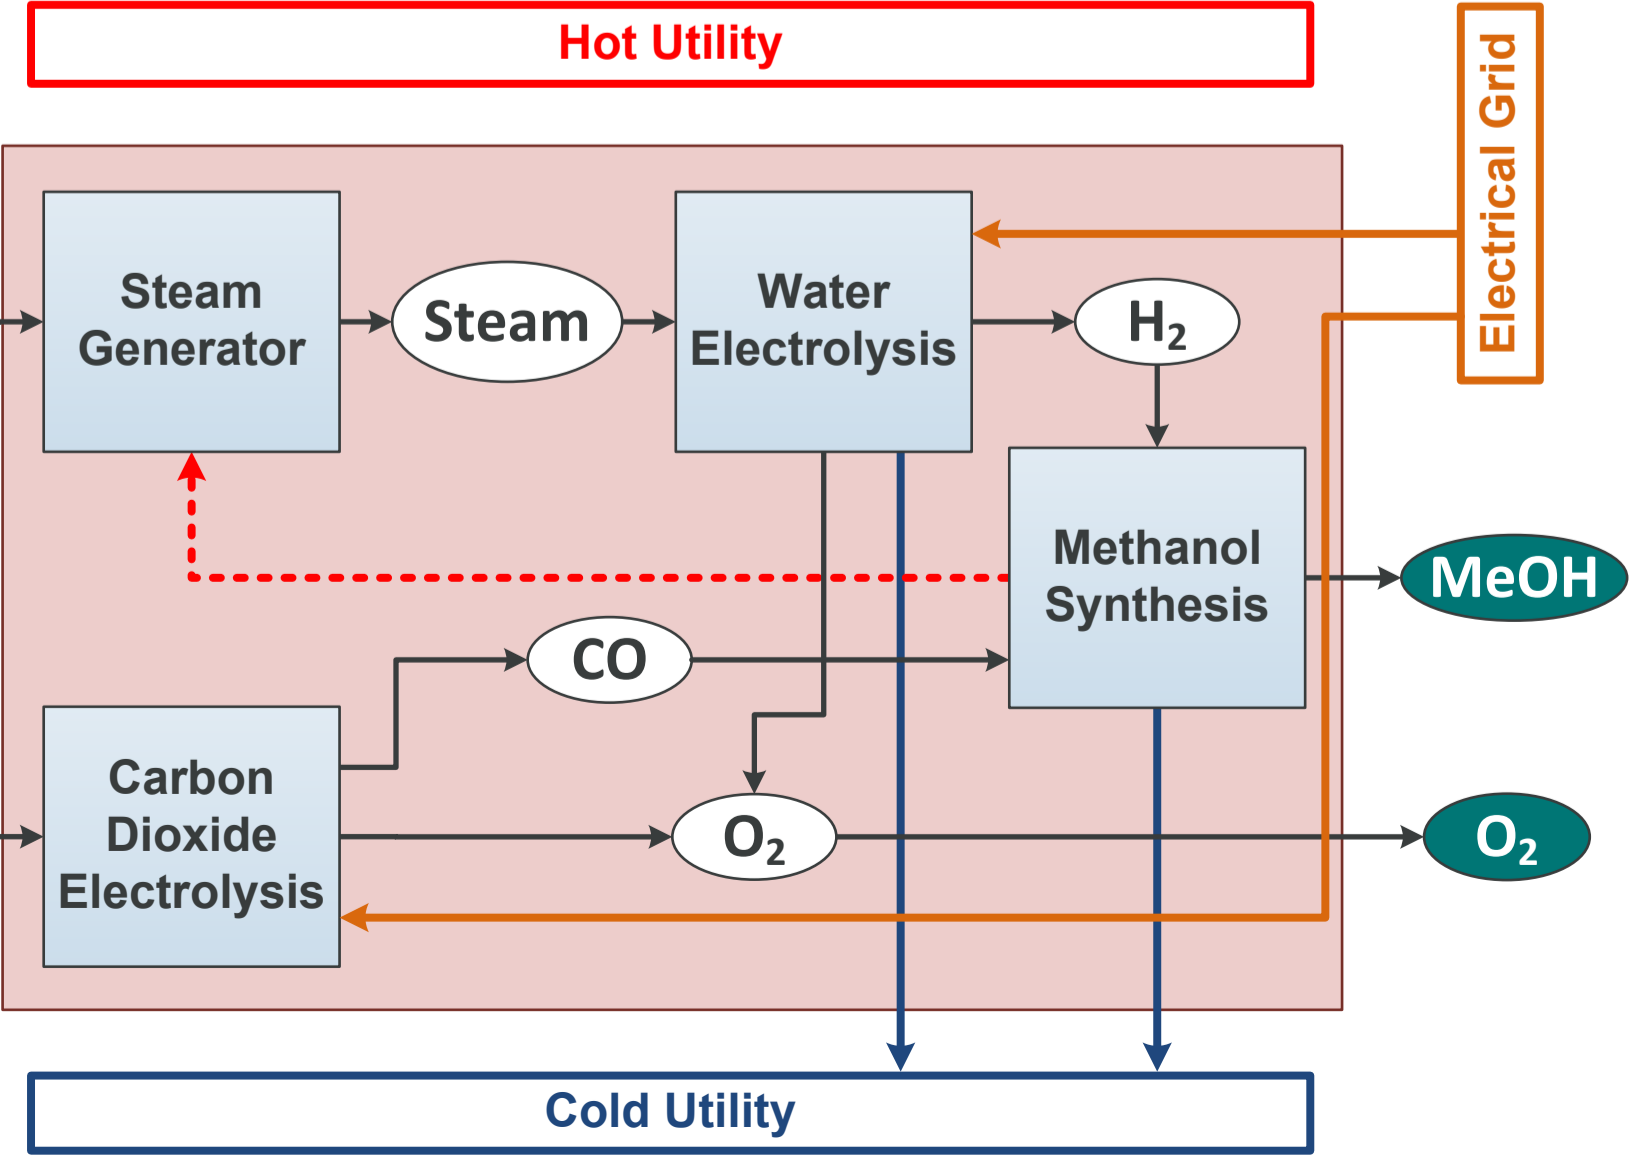 Hot Utility
Electrical Grid
Steam
Generator
Steam
Water
Electrolysis
H₂
Methanol
Synthesis
MeOH
CO
Carbon
Dioxide
Electrolysis
O₂
O₂
Cold Utility